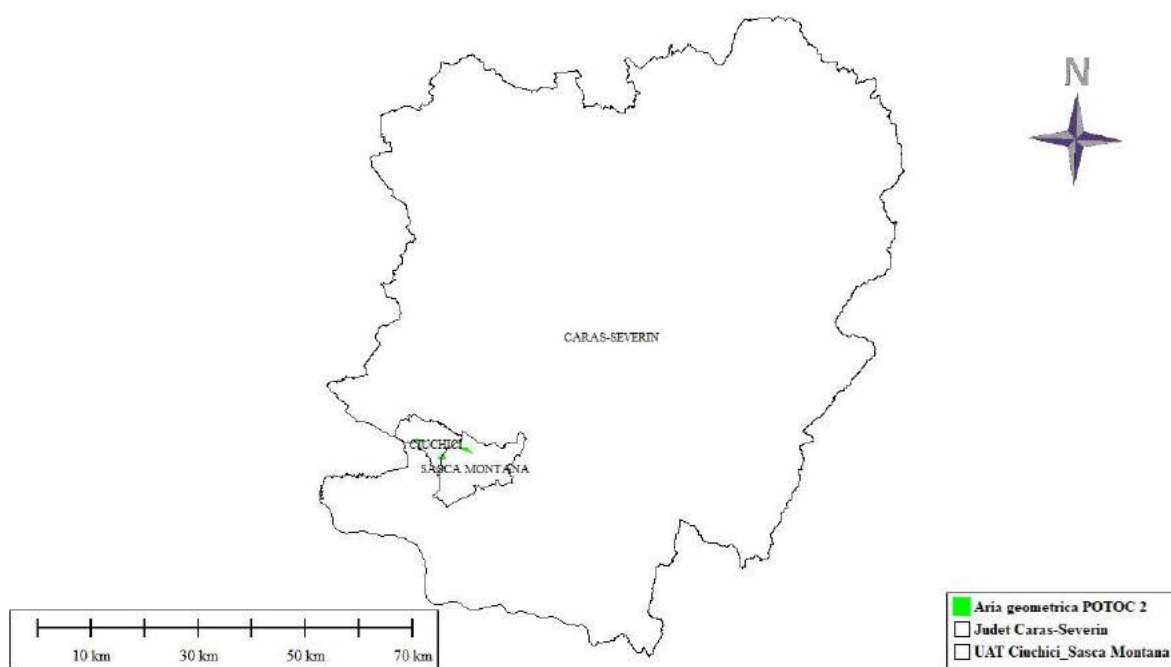 N
CARAS-SEVERIN
CIUCHICI
SASCA MONTANA
10 km 30 km 50 km 70 km
Aria geometrica POTOC 2
Judet Caras-Severin
UAT Ciuchici_Sasca Montana